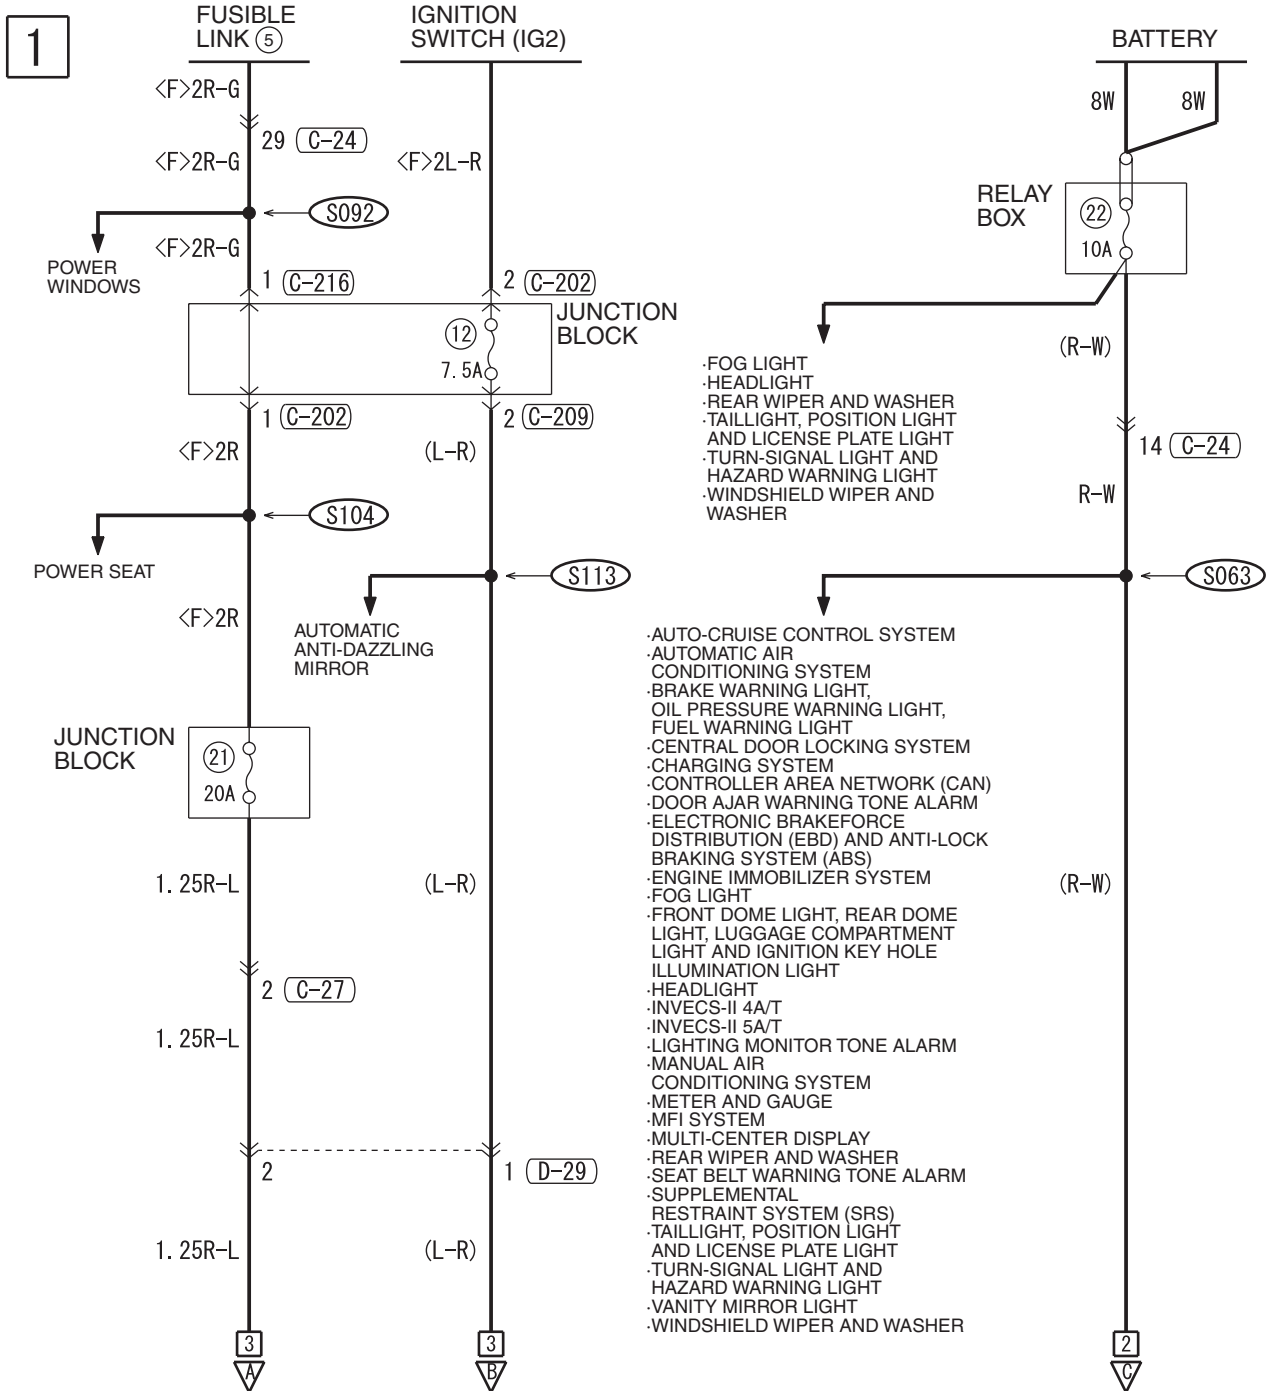 1
FUSIBLE
LINK 5
IGNITION
SWITCH (IG2)
BATTERY
<F>2R-G
8W
8W
29 C-24
<F>2R-G
<F>2L-R
RELAY
BOX
22
10A
S092
<F>2R-G
POWER
WINDOWS
1 C-216
2 C-202
JUNCTION
BLOCK
12
7.5A
(R-W)
·FOG LIGHT
·HEADLIGHT
·REAR WIPER AND WASHER
·TAILLIGHT, POSITION LIGHT
AND LICENSE PLATE LIGHT
·TURN-SIGNAL LIGHT AND
HAZARD WARNING LIGHT
·WINDSHIELD WIPER AND
WASHER
1 C-202
2 C-209
<F>2R
(L-R)
14 C-24
R-W
S104
POWER SEAT
S113
S063
<F>2R
AUTOMATIC
ANTI-DAZZLING
MIRROR
·AUTO-CRUISE CONTROL SYSTEM
·AUTOMATIC AIR
CONDITIONING SYSTEM
·BRAKE WARNING LIGHT,
OIL PRESSURE WARNING LIGHT,
FUEL WARNING LIGHT
·CENTRAL DOOR LOCKING SYSTEM
·CHARGING SYSTEM
·CONTROLLER AREA NETWORK (CAN)
·DOOR AJAR WARNING TONE ALARM
·ELECTRONIC BRAKEFORCE
DISTRIBUTION (EBD) AND ANTI-LOCK
BRAKING SYSTEM (ABS)
·ENGINE IMMOBILIZER SYSTEM
·FOG LIGHT
·FRONT DOME LIGHT, REAR DOME
LIGHT, LUGGAGE COMPARTMENT
LIGHT AND IGNITION KEY HOLE
ILLUMINATION LIGHT
·HEADLIGHT
·INVECS-II 4A/T
·INVECS-II 5A/T
·LIGHTING MONITOR TONE ALARM
·MANUAL AIR
CONDITIONING SYSTEM
·METER AND GAUGE
·MFI SYSTEM
·MULTI-CENTER DISPLAY
·REAR WIPER AND WASHER
·SEAT BELT WARNING TONE ALARM
·SUPPLEMENTAL
RESTRAINT SYSTEM (SRS)
·TAILLIGHT, POSITION LIGHT
AND LICENSE PLATE LIGHT
·TURN-SIGNAL LIGHT AND
HAZARD WARNING LIGHT
·VANITY MIRROR LIGHT
·WINDSHIELD WIPER AND WASHER
JUNCTION
BLOCK
21
20A
1.25R-L
(L-R)
(R-W)
2 C-27
1.25R-L
2
1 D-29
1.25R-L
(L-R)
3
A
3
B
2
C